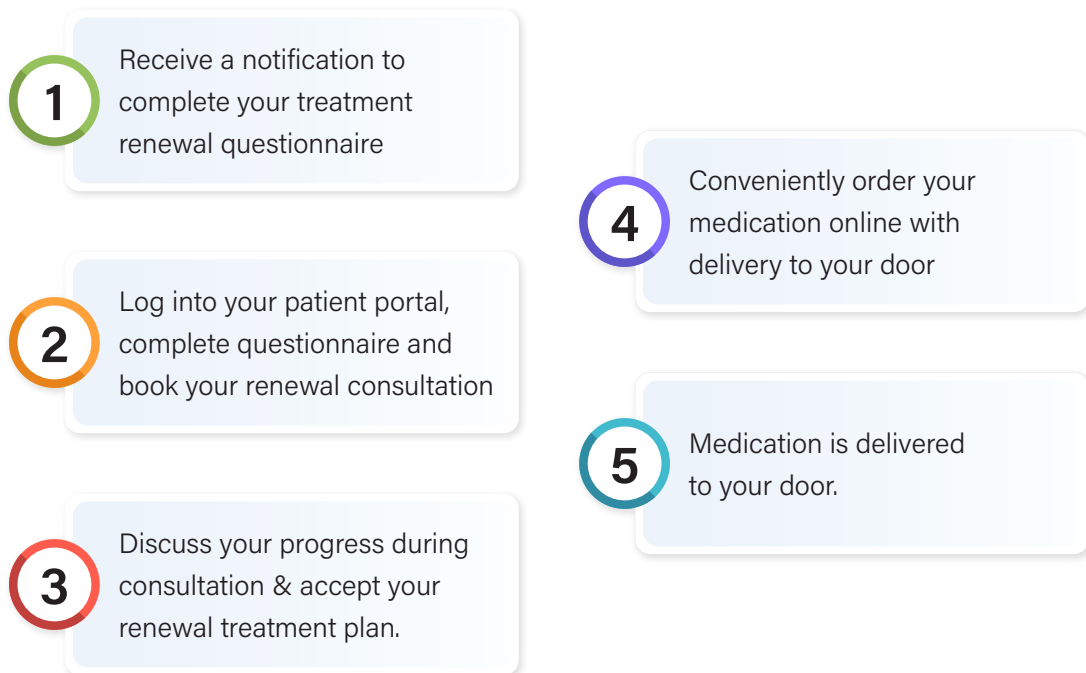 1
Receive a notification to
complete your treatment
renewal questionnaire
2
Log into your patient portal,
complete questionnaire and
book your renewal consultation
3
Discuss your progress during
consultation & accept your
renewal treatment plan.
4
Conveniently order your
medication online with
delivery to your door
5
Medication is delivered
to your door.